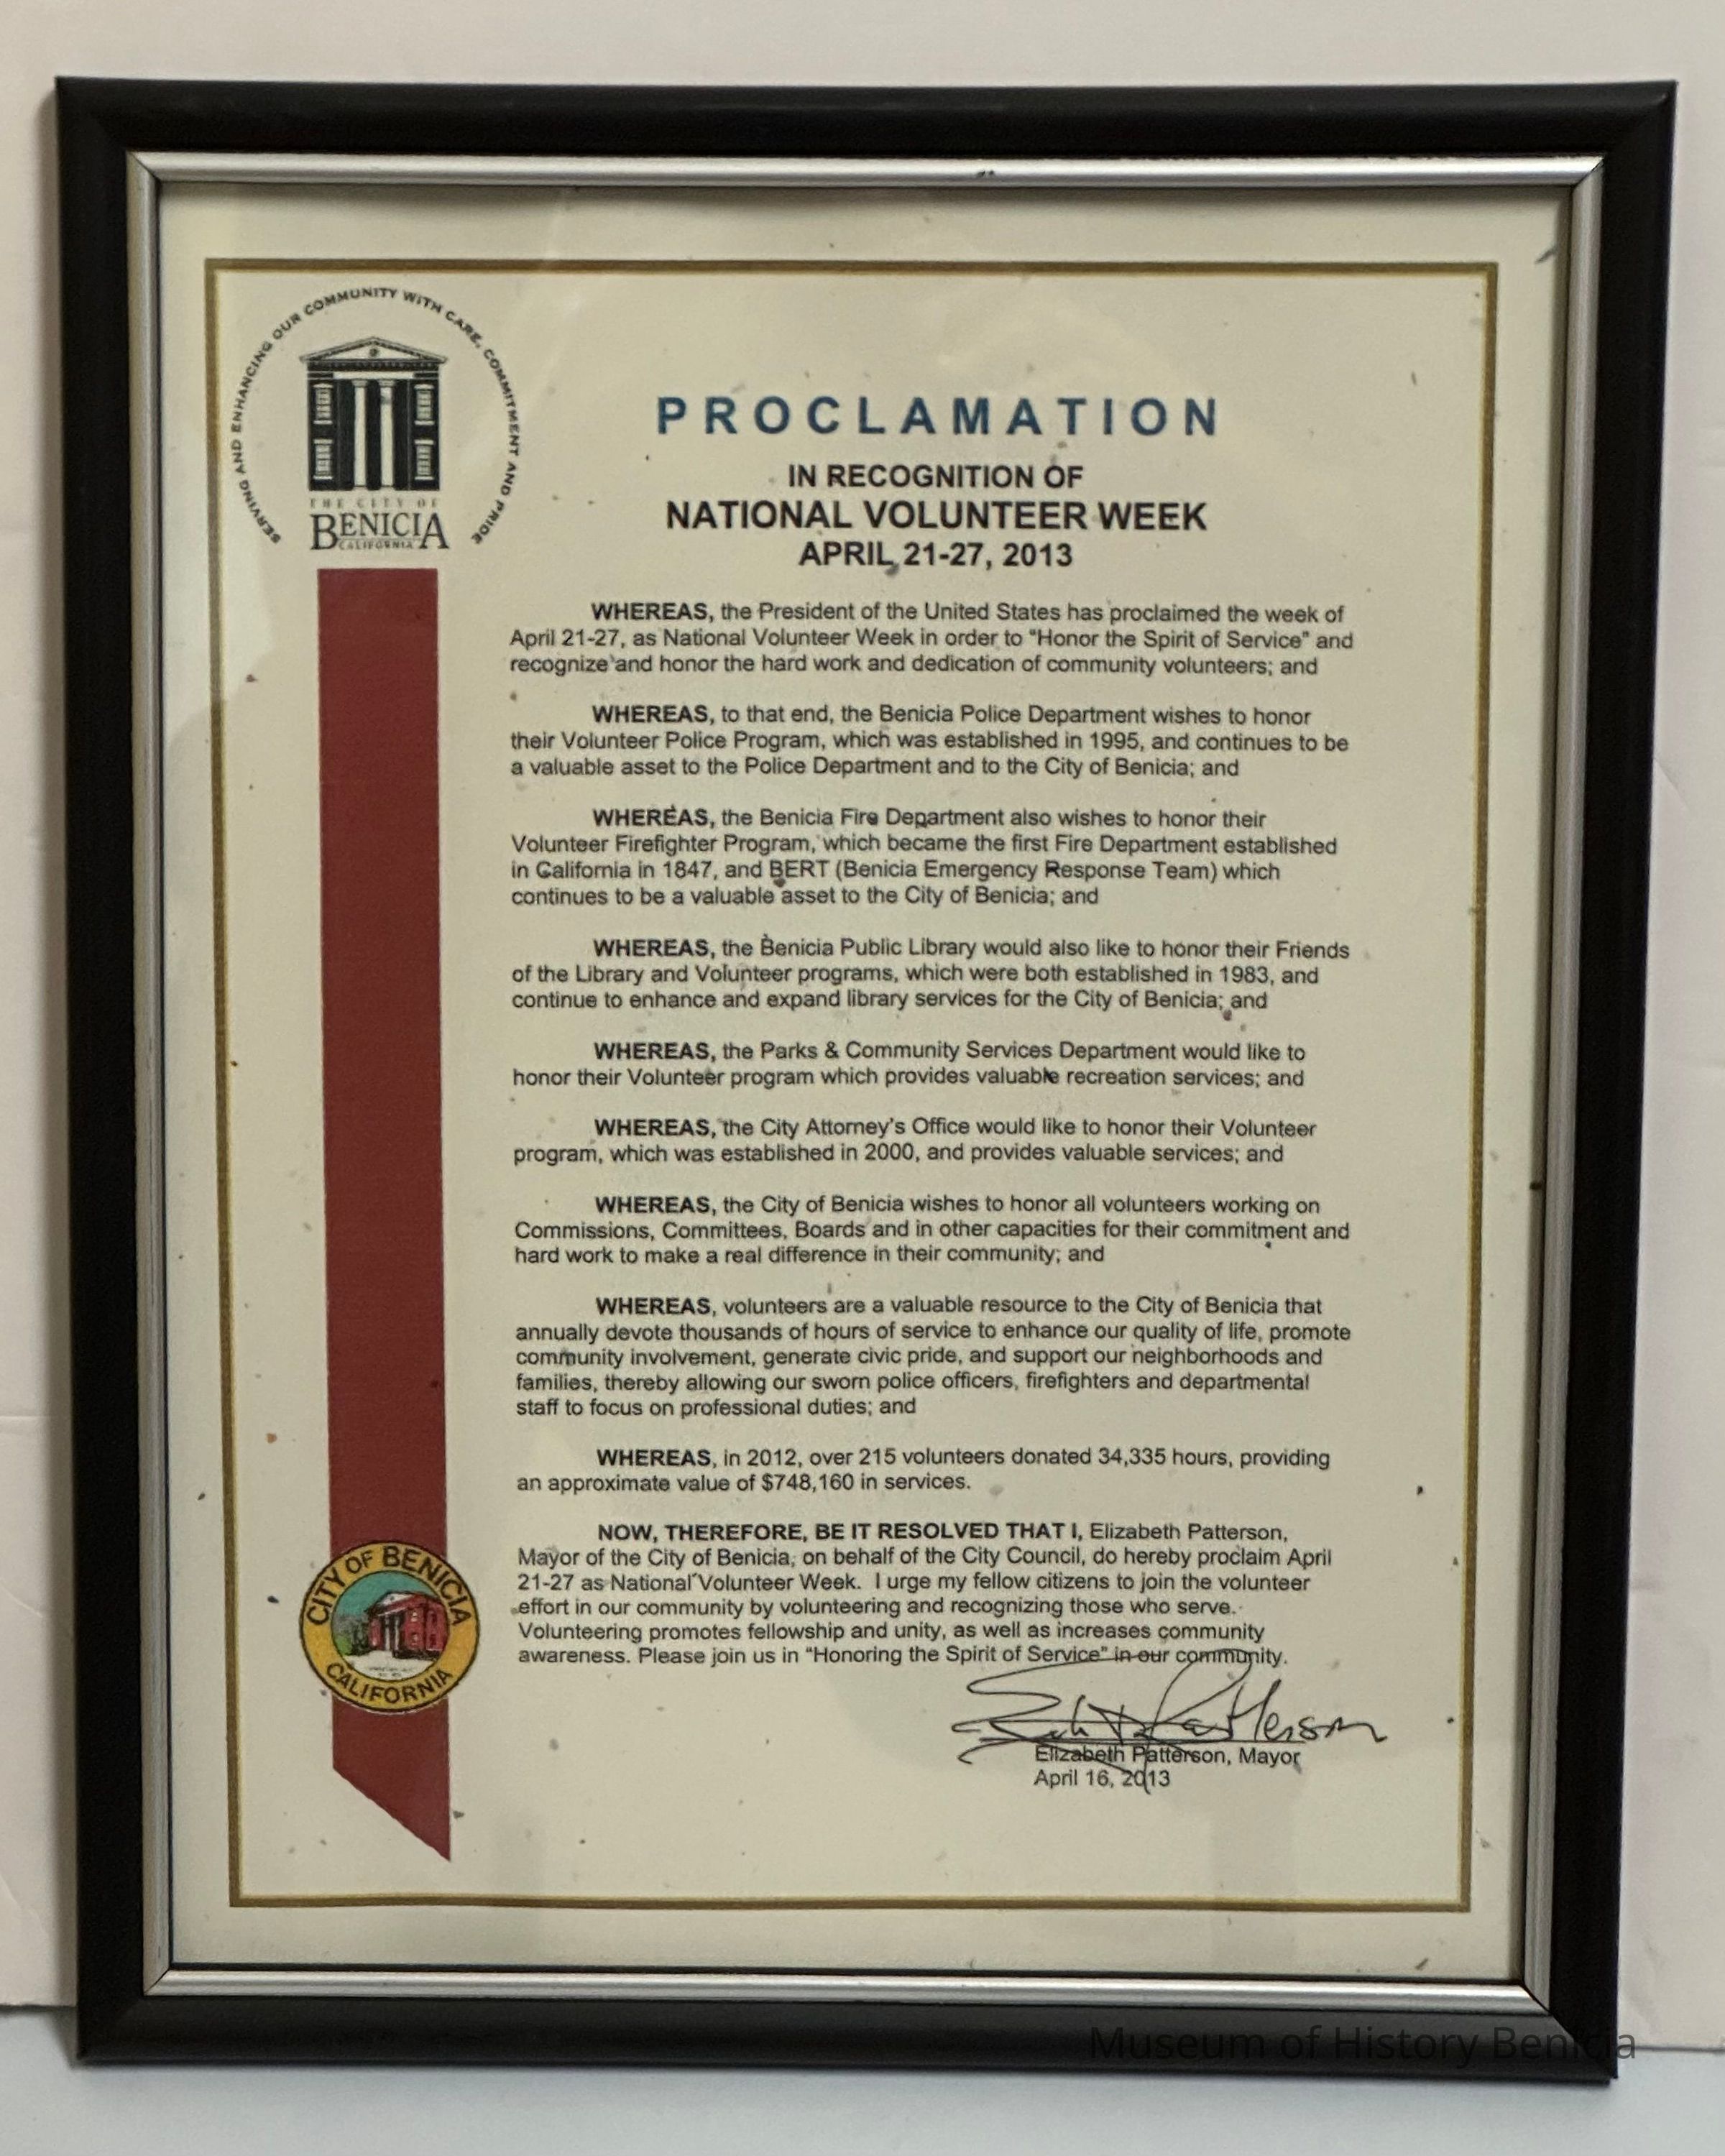 SERVING AND ENHANCING OUR COMMUNITY WITH CARE, COMMITMENT AND PRIDE
THE CITY OF
BENICIA
CALIFORNIA
PROCLAMATION
IN RECOGNITION OF
NATIONAL VOLUNTEER WEEK
APRIL 21-27, 2013
WHEREAS, the President of the United States has proclaimed the week of
April 21-27, as National Volunteer Week in order to "Honor the Spirit of Service" and
recognize and honor the hard work and dedication of community volunteers; and
WHEREAS, to that end, the Benicia Police Department wishes to honor
their Volunteer Police Program, which was established in 1995, and continues to be
a valuable asset to the Police Department and to the City of Benicia; and
WHEREAS, the Benicia Fire Department also wishes to honor their
Volunteer Firefighter Program, which became the first Fire Department established
in California in 1847, and BERT (Benicia Emergency Response Team) which
continues to be a valuable asset to the City of Benicia; and
WHEREAS, the Benicia Public Library would also like to honor their Friends
of the Library and Volunteer programs, which were both established in 1983, and
continue to enhance and expand library services for the City of Benicia; and
WHEREAS, the Parks & Community Services Department would like to
honor their Volunteer program which provides valuable recreation services; and
WHEREAS, the City Attorney's Office would like to honor their Volunteer
program, which was established in 2000, and provides valuable services; and
WHEREAS, the City of Benicia wishes to honor all volunteers working on
Commissions, Committees, Boards and in other capacities for their commitment and
hard work to make a real difference in their community; and
WHEREAS, volunteers are a valuable resource to the City of Benicia that
annually devote thousands of hours of service to enhance our quality of life, promote
community involvement, generate civic pride, and support our neighborhoods and
families, thereby allowing our sworn police officers, firefighters and departmental
staff to focus on professional duties; and
WHEREAS, in 2012, over 215 volunteers donated 34,335 hours, providing
an approximate value of $748,160 in services.
NOW, THEREFORE, BE IT RESOLVED THAT I, Elizabeth Patterson,
Mayor of the City of Benicia, on behalf of the City Council, do hereby proclaim April
21-27 as National Volunteer Week. I urge my fellow citizens to join the volunteer
effort in our community by volunteering and recognizing those who serve.
Volunteering promotes fellowship and unity, as well as increases community
awareness. Please join us in "Honoring the Spirit of Service" in our community.
Elizabeth Patterson, Mayor
April 16, 2013
CITY OF BENICIA
CALIFORNIA
Museum of History Benicia